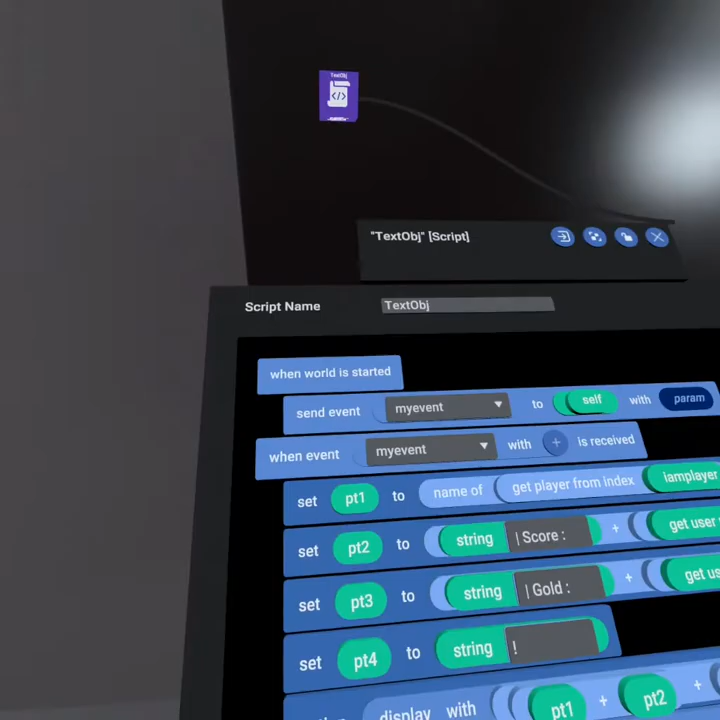 TextObj
</>
"TextObj" [Script]
Script Name TextObj
when world is started
send event myevent to self with param
when event myevent with + is received
set pt1 to name of get player from index iamplayer
set pt2 to string | Score : + get user
set pt3 to string | Gold : + get us
set pt4 to string !
display with pt1 + pt2 +